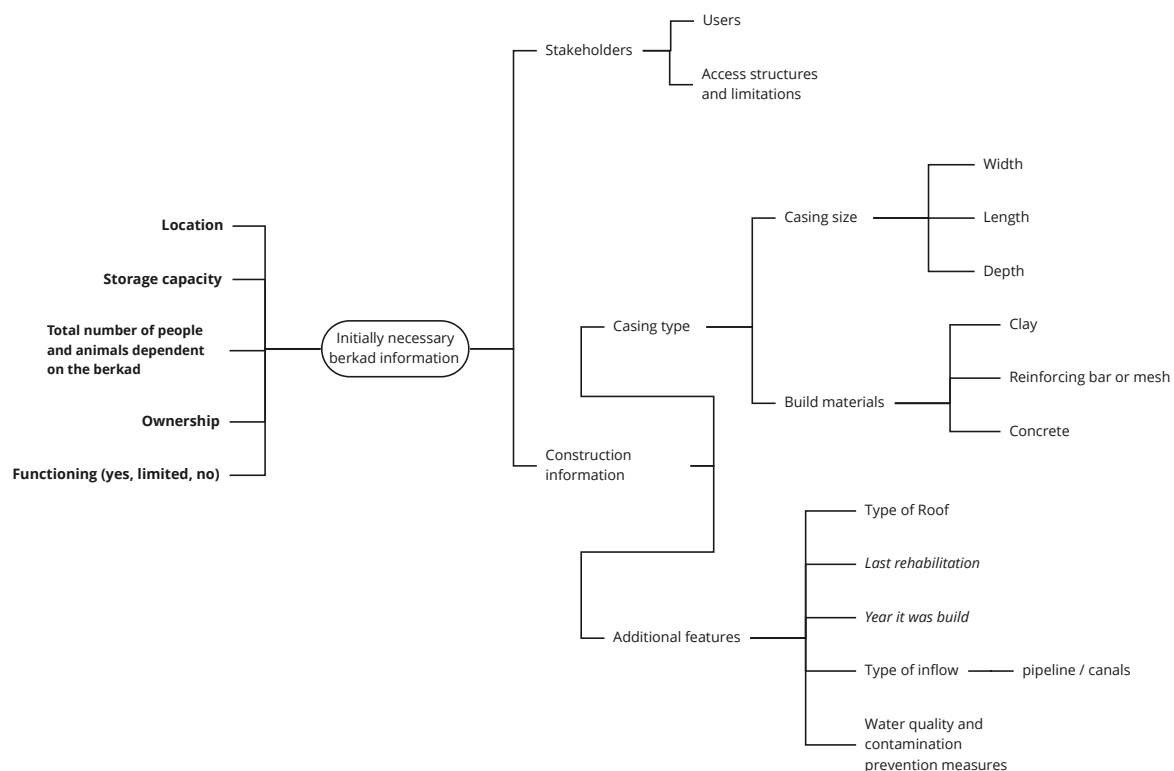 Users
Stakeholders
Access structures
and limitations
Width
Location
Casing size
Length
Storage capacity
Depth
Total number of people
and animals dependent
on the berkad
Initially necessary
berkad information
Casing type
Clay
Reinforcing bar or mesh
Build materials
Ownership
Concrete
Functioning (yes, limited, no)
Construction
information
Type of Roof
Last rehabilitation
Year it was build
Additional features
Type of inflow
pipeline / canals
Water quality and
contamination
prevention measures